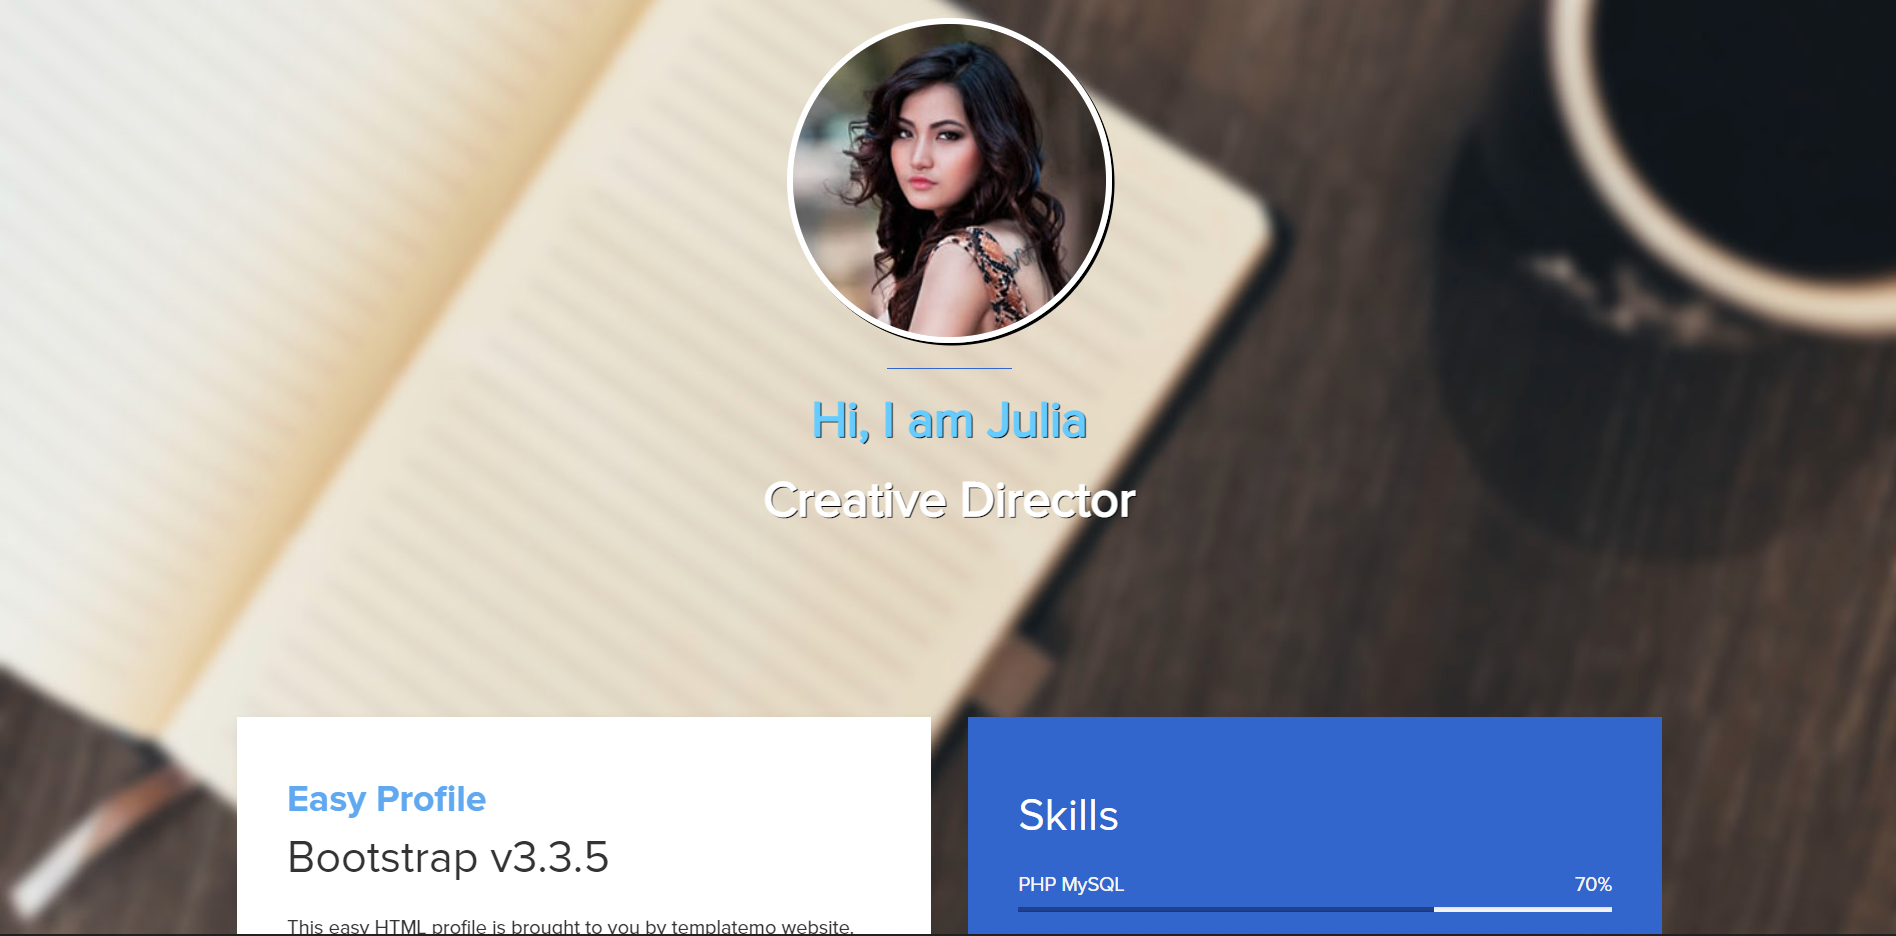 Hi, I am Julia
Creative Director
Easy Profile
Bootstrap v3.3.5
This easy HTML profile is brought to you by templatemo website.
Skills
PHP MySQL 70%